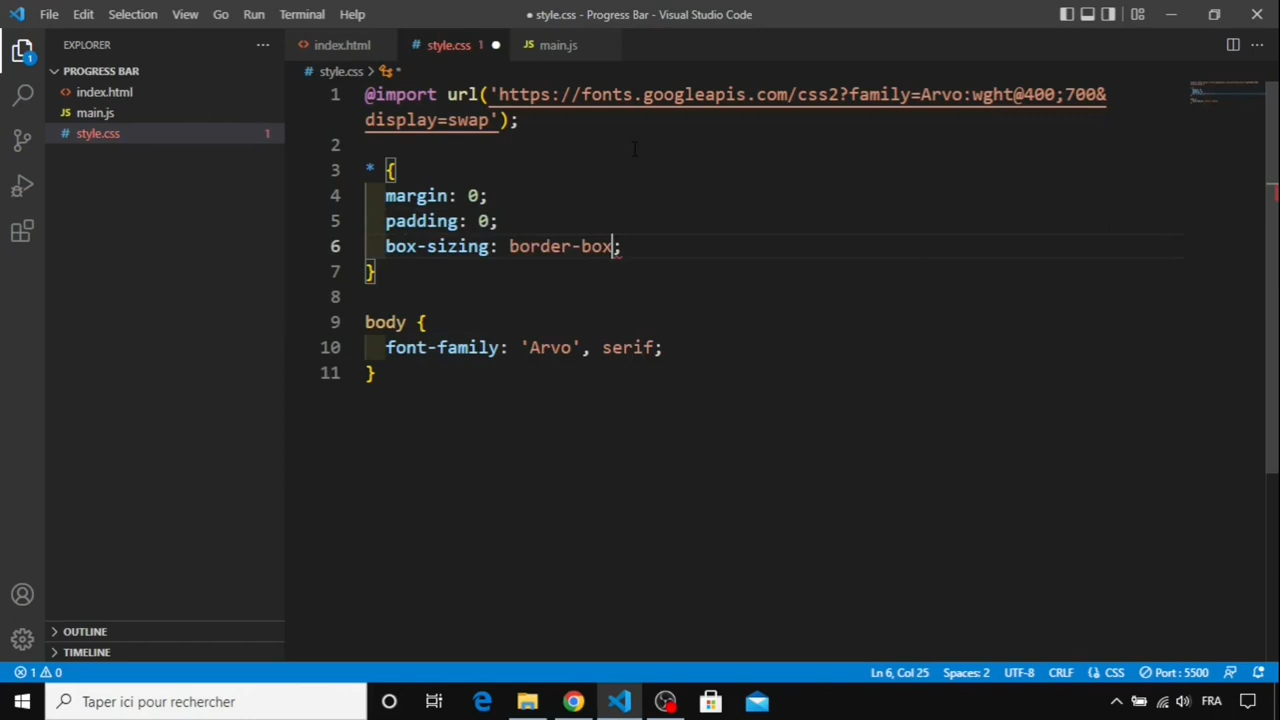 File Edit Selection View Go Run Terminal Help ● style.css - Progress Bar - Visual Studio Code
EXPLORER
PROGRESS BAR
index.html
main.js
style.css 1
OUTLINE
TIMELINE
1
index.html # style.css 1 JS main.js
# style.css > *
1 @import url('https://fonts.googleapis.com/css2?family=Arvo:wght@400;700&
display=swap');
2
3 * {
4 margin: 0;
5 padding: 0;
6 box-sizing: border-box;
7 }
8
9 body {
10 font-family: 'Arvo', serif;
11 }
1 0
Ln 6, Col 25 Spaces: 2 UTF-8 CRLF {} CSS Port : 5500
Taper ici pour rechercher
FRA